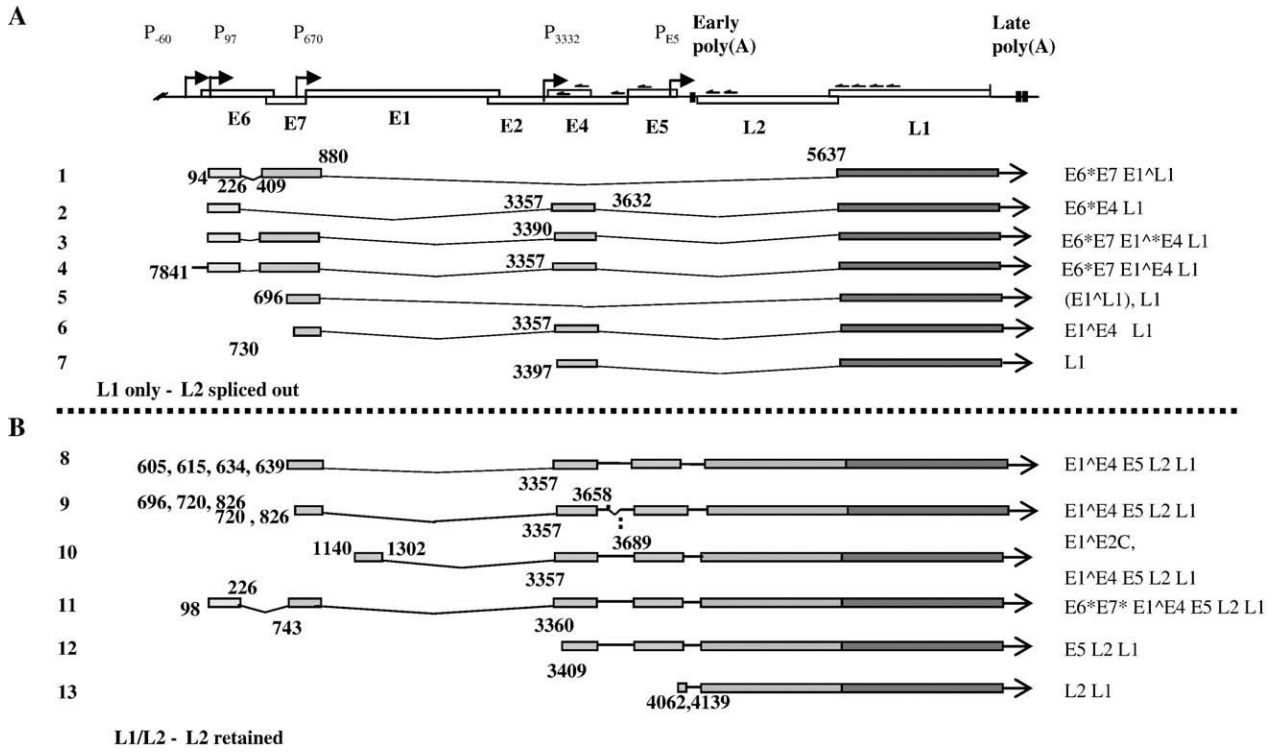 A
P-60 P97 P670 P3332 PE5 Early poly(A) Late poly(A)
E6 E7 E1 E2 E4 E5 L2 L1
880 5637
1 94 226 409 E6*E7 E1^L1
2 3357 3632 E6*E4 L1
3 3390 E6*E7 E1^*E4 L1
4 7841 3357 E6*E7 E1^E4 L1
5 696 (E1^L1), L1
6 730 3357 E1^E4 L1
7 3397 L1
L1 only - L2 spliced out
B
8 605, 615, 634, 639 3357 E1^E4 E5 L2 L1
9 696, 720, 826 3658 E1^E4 E5 L2 L1
720 , 826 3357 3689
10 1140 1302 3357 E1^E2C,
E1^E4 E5 L2 L1
11 98 226 743 3360 E6*E7* E1^E4 E5 L2 L1
12 3409 E5 L2 L1
13 4062,4139 L2 L1
L1/L2 - L2 retained